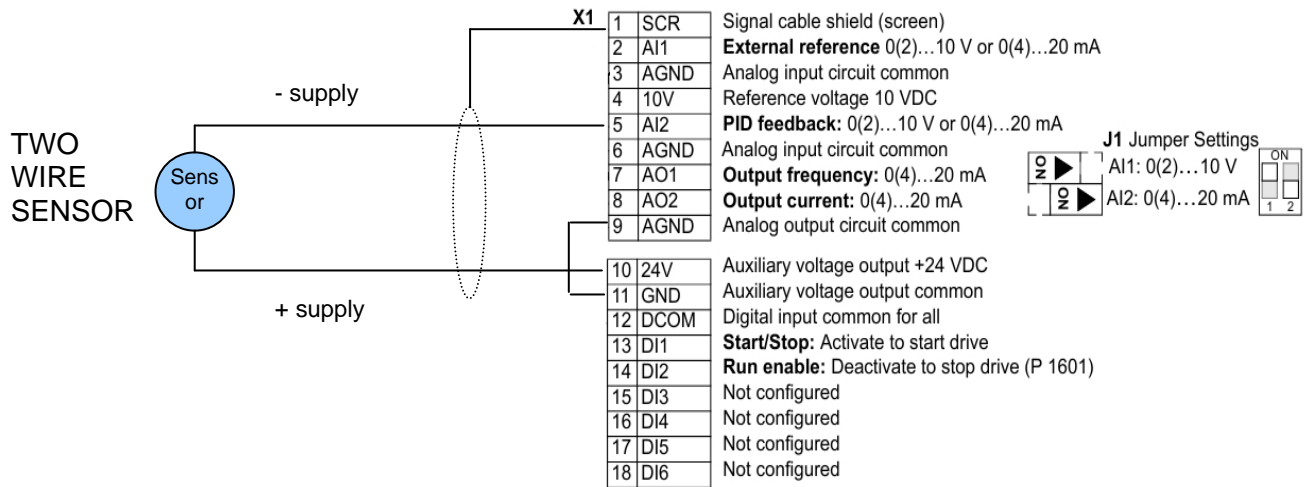 X1
1 SCR Signal cable shield (screen)
2 AI1 External reference 0(2)…10 V or 0(4)…20 mA
3 AGND Analog input circuit common
4 10V Reference voltage 10 VDC
5 AI2 PID feedback: 0(2)…10 V or 0(4)…20 mA
6 AGND Analog input circuit common
7 AO1 Output frequency: 0(4)…20 mA
8 AO2 Output current: 0(4)…20 mA
9 AGND Analog output circuit common
10 24V Auxiliary voltage output +24 VDC
11 GND Auxiliary voltage output common
12 DCOM Digital input common for all
13 DI1 Start/Stop: Activate to start drive
14 DI2 Run enable: Deactivate to stop drive (P 1601)
15 DI3 Not configured
16 DI4 Not configured
17 DI5 Not configured
18 DI6 Not configured
- supply
TWO
WIRE
SENSOR
Sens
or
+ supply
J1 Jumper Settings
ON
AI1: 0(2)…10 V
ON
AI2: 0(4)…20 mA
ON
1 2